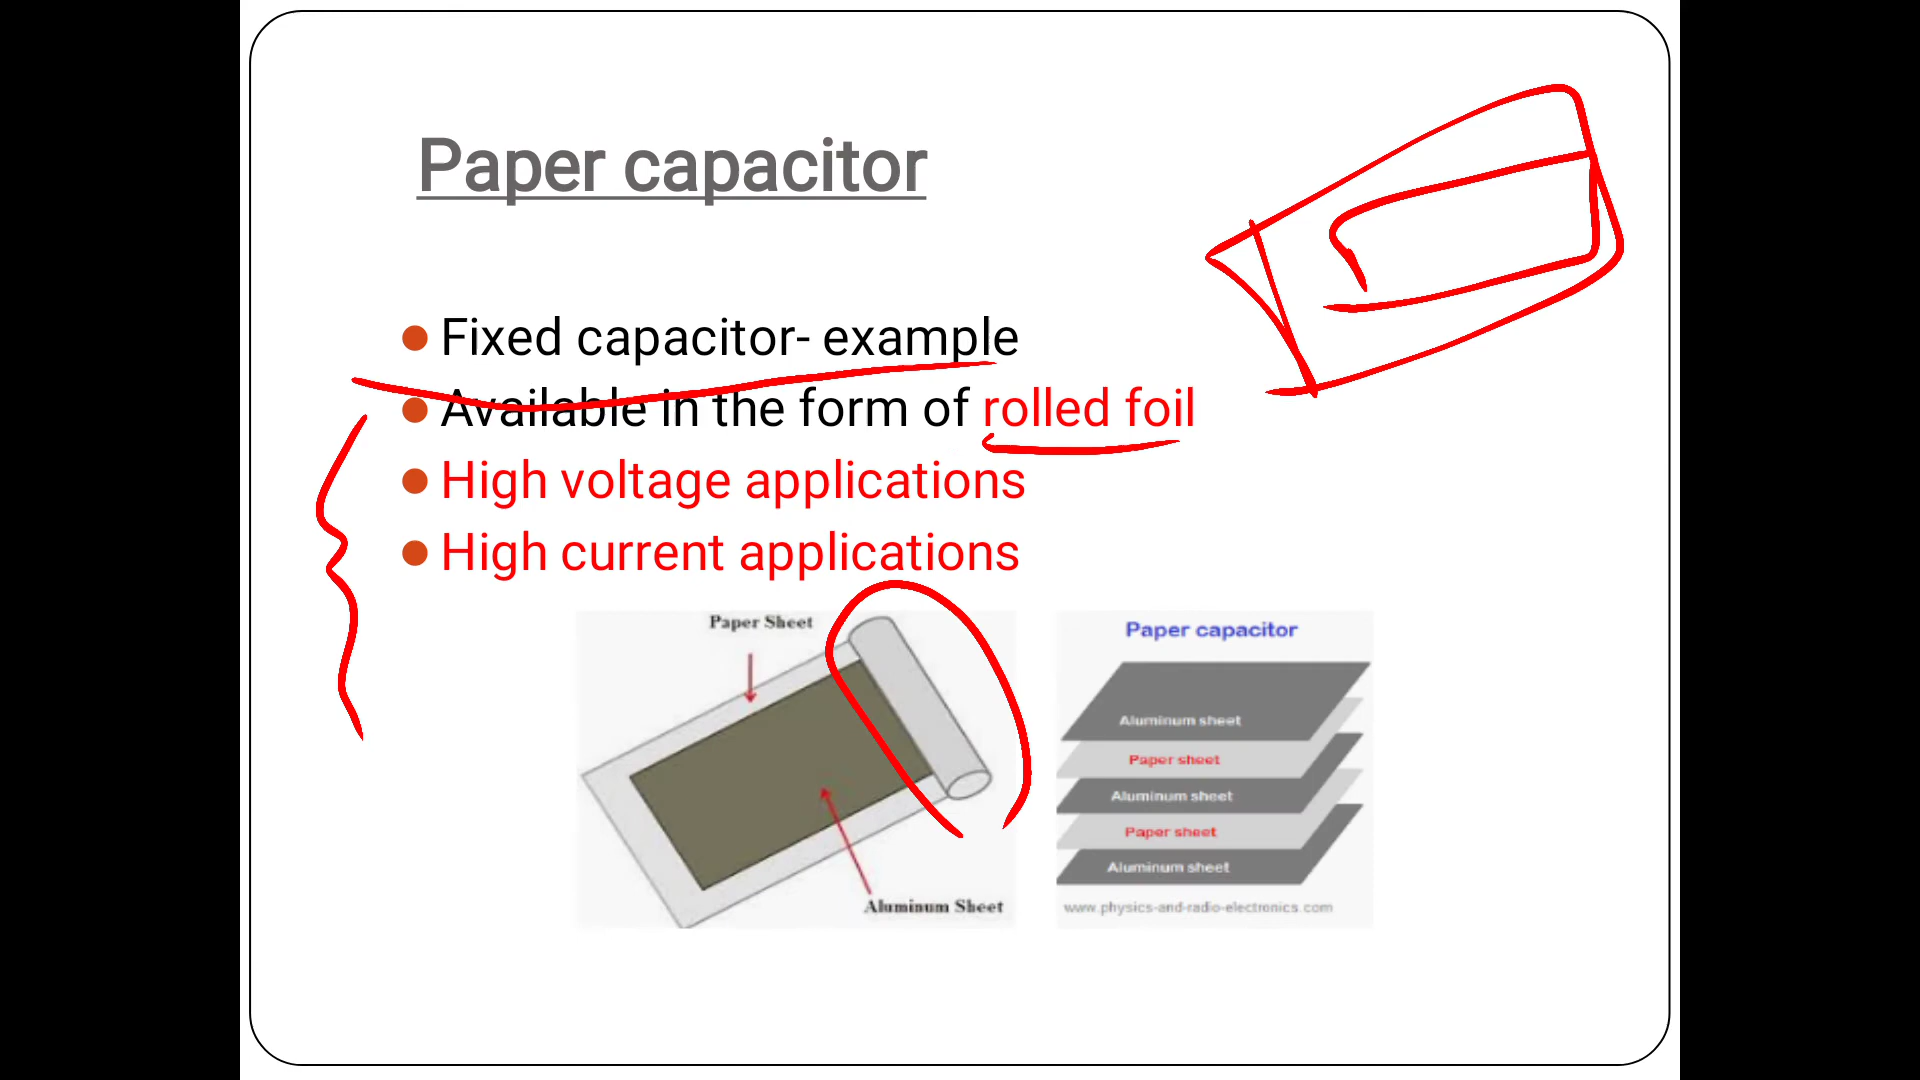 Paper capacitor
Fixed capacitor- example
Available in the form of rolled foil
High voltage applications
High current applications
Paper Sheet
Aluminum Sheet
Paper capacitor
Aluminum sheet
Paper sheet
Aluminum sheet
Paper sheet
Aluminum sheet
www.physics-and-radio-electronics.com